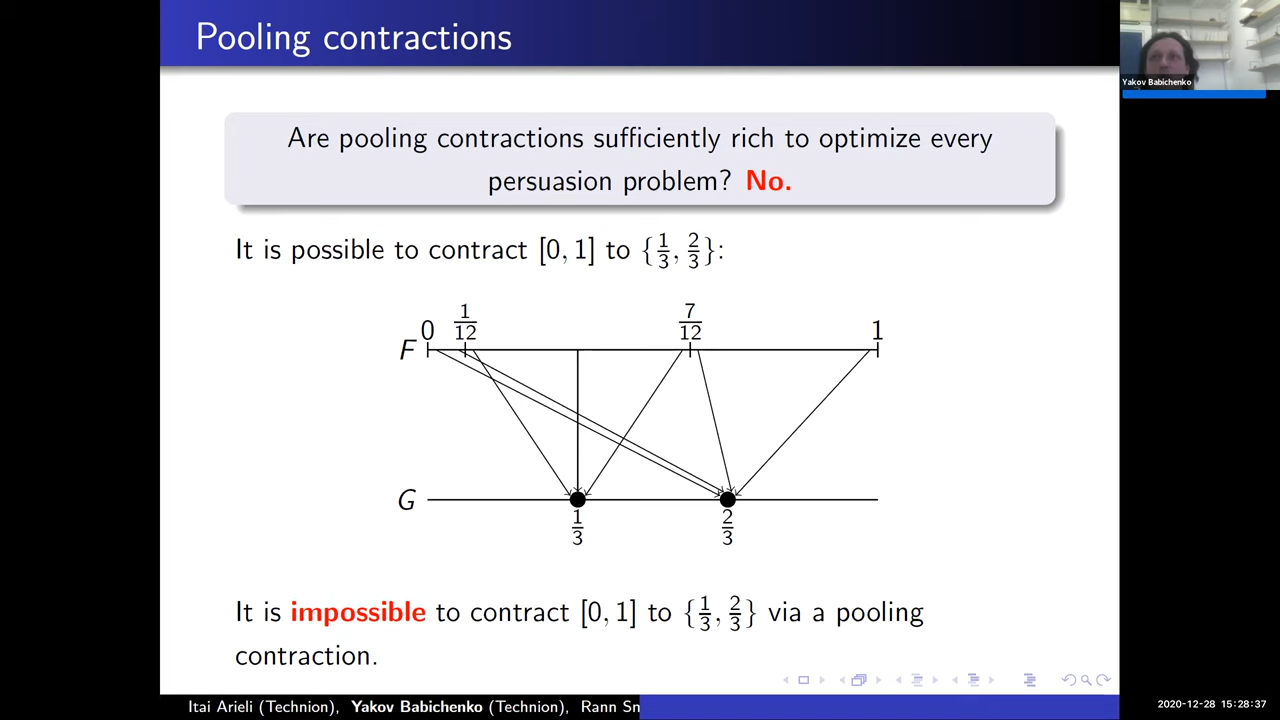 Pooling contractions
Yakov Babichenko
Are pooling contractions sufficiently rich to optimize every
persuasion problem? No.
It is possible to contract [0, 1] to {1/3, 2/3}:
0 1/12 7/12 1
F
G
1/3 2/3
It is impossible to contract [0, 1] to {1/3, 2/3} via a pooling
contraction.
Itai Arieli (Technion), Yakov Babichenko (Technion), Rann Sn
2020-12-28 15:28:37